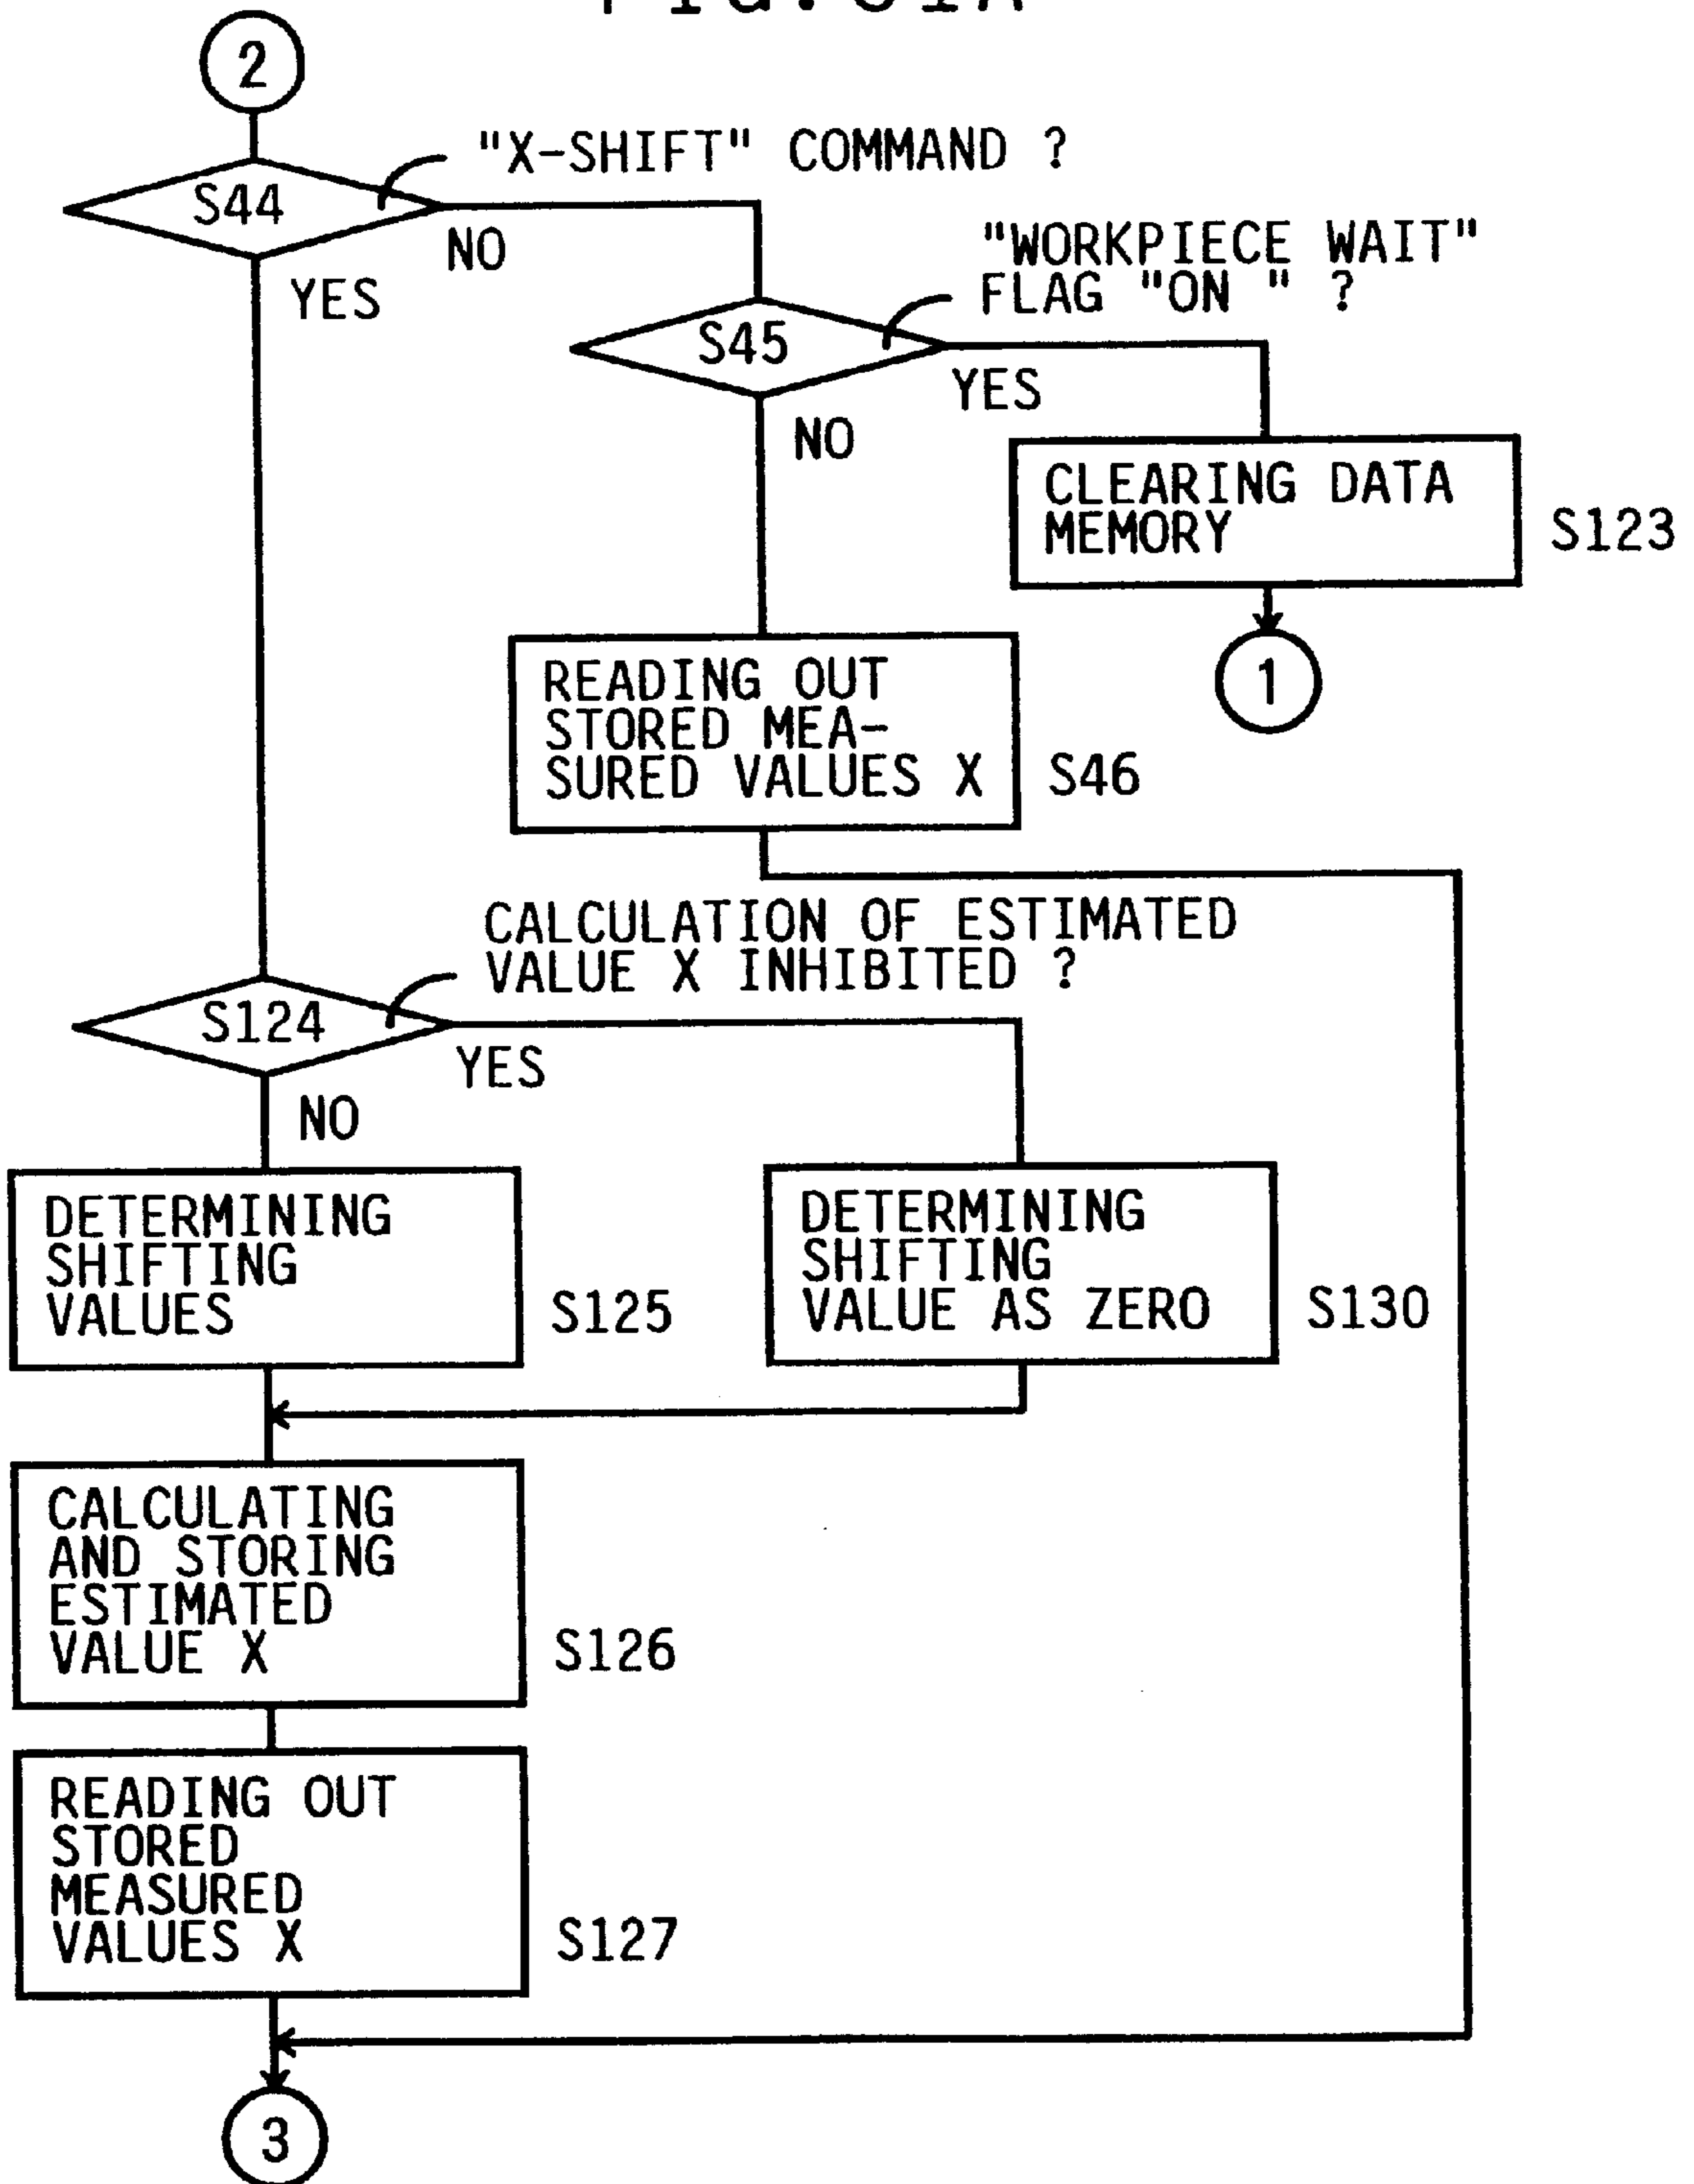 2
"X-SHIFT" COMMAND ?
S44
NO
YES
"WORKPIECE WAIT"
FLAG "ON " ?
S45
YES
NO
CLEARING DATA
MEMORY
S123
1
READING OUT
STORED MEA-
SURED VALUES X
S46
CALCULATION OF ESTIMATED
VALUE X INHIBITED ?
S124
YES
NO
DETERMINING
SHIFTING
VALUES
S125
DETERMINING
SHIFTING
VALUE AS ZERO
S130
CALCULATING
AND STORING
ESTIMATED
VALUE X
S126
READING OUT
STORED
MEASURED
VALUES X
S127
3